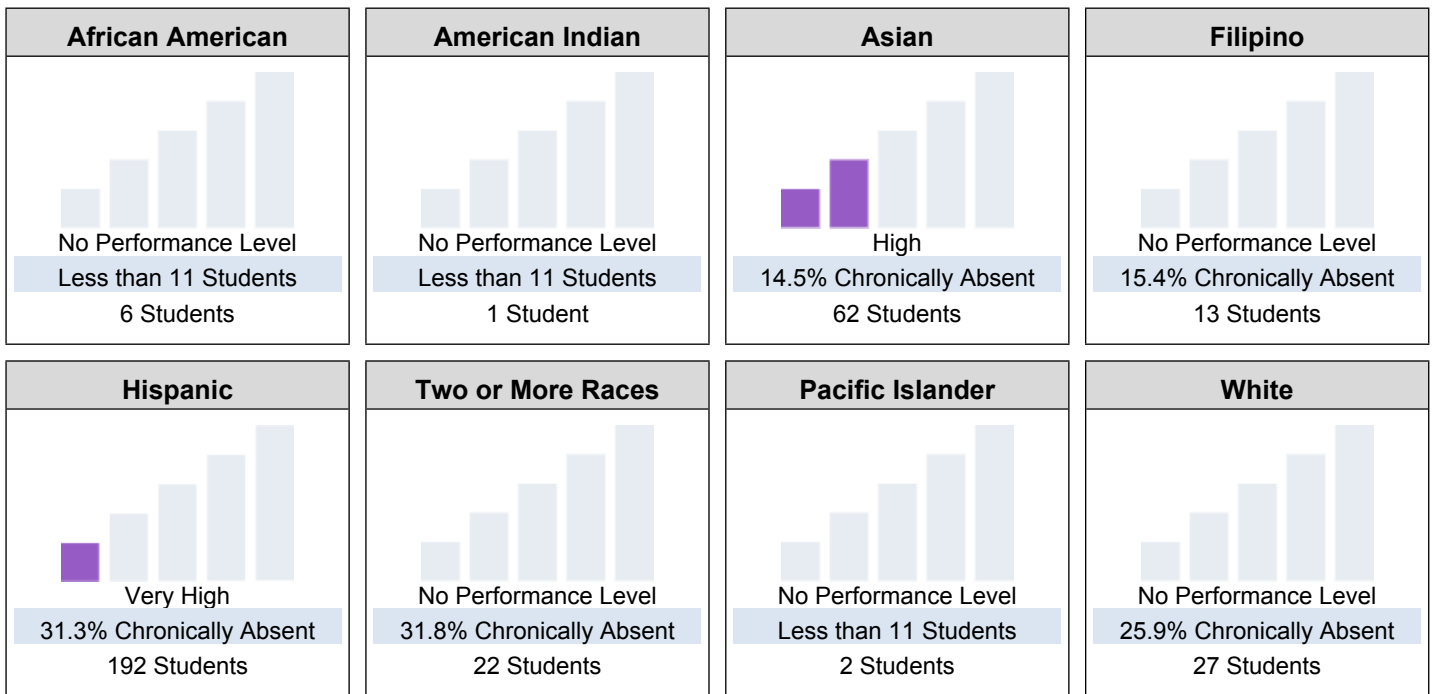 African American
No Performance Level
Less than 11 Students
6 Students
American Indian
No Performance Level
Less than 11 Students
1 Student
Asian
High
14.5% Chronically Absent
62 Students
Filipino
No Performance Level
15.4% Chronically Absent
13 Students
Hispanic
Very High
31.3% Chronically Absent
192 Students
Two or More Races
No Performance Level
31.8% Chronically Absent
22 Students
Pacific Islander
No Performance Level
Less than 11 Students
2 Students
White
No Performance Level
25.9% Chronically Absent
27 Students